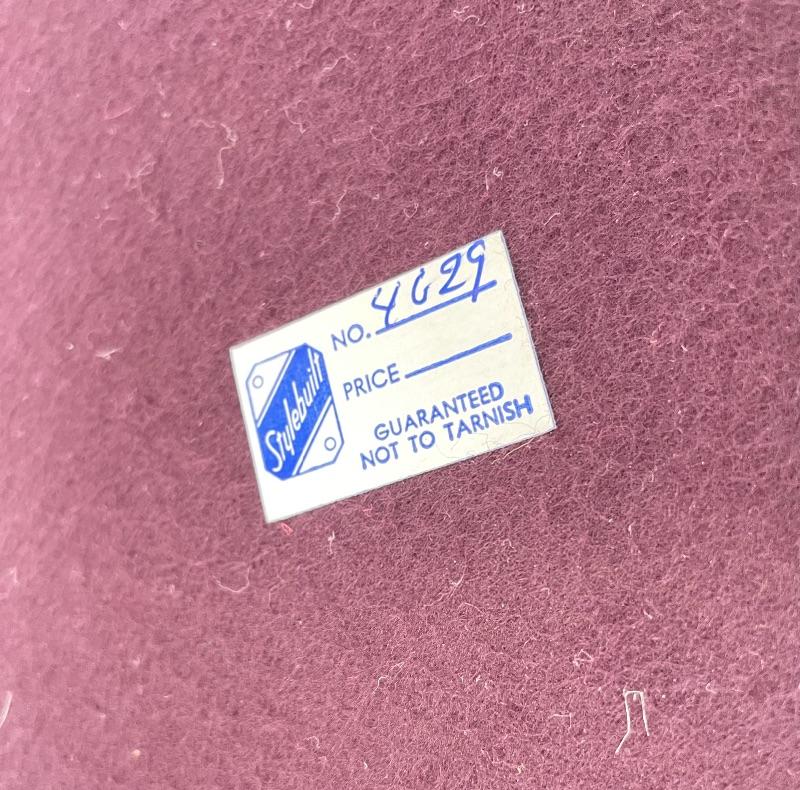 Stylebuilt
NO. 4629
PRICE
GUARANTEED
NOT TO TARNISH